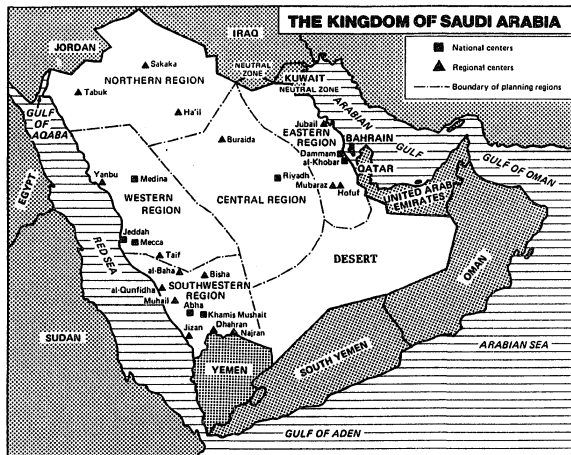 THE KINGDOM OF SAUDI ARABIA
National centers
Regional centers
Boundary of planning regions
IRAQ
JORDAN
NEUTRAL
ZONE
KUWAIT
NEUTRAL ZONE
Sakaka
NORTHERN REGION
Tabuk
Ha'il
GULF
OF
AQABA
EGYPT
Buraida
Jubail
EASTERN
REGION
ARABIAN
GULF
BAHRAIN
Dammam
al-Khobar
QATAR
GULF OF OMAN
Yanbu
Medina
WESTERN
REGION
Riyadh
CENTRAL REGION
Mubaraz
Hofuf
UNITED ARAB
EMIRATES
Jeddah
Mecca
RED SEA
Taif
al-Baha
Bisha
DESERT
OMAN
SOUTHWESTERN
REGION
al-Qunfidha
Muhail
Abha
Khamis Mushait
Dhahran
Jizan
Najran
SUDAN
YEMEN
SOUTH YEMEN
ARABIAN SEA
GULF OF ADEN